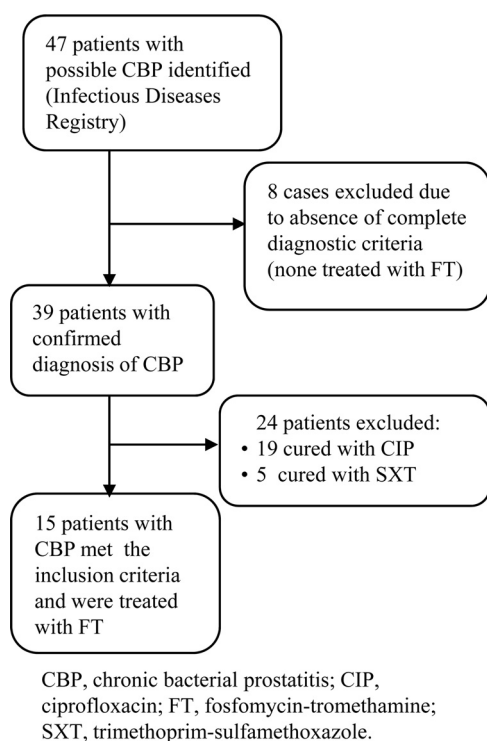 47 patients with
possible CBP identified
(Infectious Diseases
Registry)
8 cases excluded due
to absence of complete
diagnostic criteria
(none treated with FT)
39 patients with
confirmed
diagnosis of CBP
24 patients excluded:
• 19 cured with CIP
• 5 cured with SXT
15 patients with
CBP met the
inclusion criteria
and were treated
with FT
CBP, chronic bacterial prostatitis; CIP,
ciprofloxacin; FT, fosfomycin-tromethamine;
SXT, trimethoprim-sulfamethoxazole.